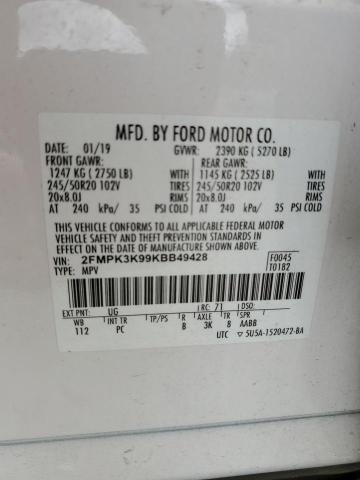 MFD. BY FORD MOTOR CO.
DATE: 01/19 GVWR: 2390 KG (5270 LB)
FRONT GAWR: REAR GAWR:
1247 KG (2750 LB) 1145 KG (2525 LB)
245/50R20 102V TIRES 245/50R20 102V TIRES
20x8.0J RIMS 20x8.0J RIMS
AT 240 kPa/ 35 PSI COLD AT 240 kPa/ 35 PSI COLD
THIS VEHICLE CONFORMS TO ALL APPLICABLE FEDERAL MOTOR
VEHICLE SAFETY, BUMPER, AND THEFT PREVENTION STANDARDS
IN EFFECT ON THE DATE OF MANUFACTURE SHOWN ABOVE.
VIN: 2FMPK3K99KBB49428 F0045
TYPE: MPV T0182
EXT PNT: UG RC: 71 DSO:
WB INT TR TP/PS R AXLE TR SPR
112 PC B 3K 8 AABB
UTC ▽ 5U5A-1520472-BA